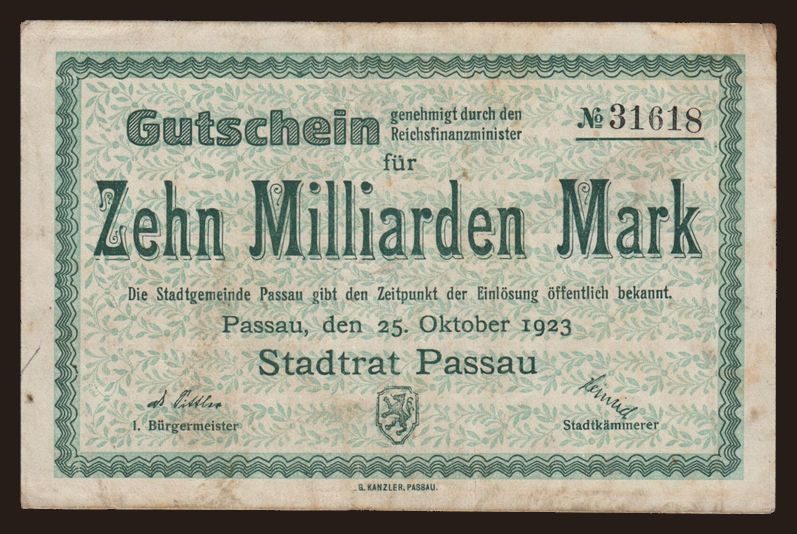 Gutschein genehmigt durch den
Reichsfinanzminister
№ 31618
für
Zehn Milliarden Mark
Die Stadtgemeinde Passau gibt den Zeitpunkt der Einlösung öffentlich bekannt.
Passau, den 25. Oktober 1923
Stadtrat Passau
1. Bürgermeister
Stadtkämmerer
G. KANZLER, PASSAU.